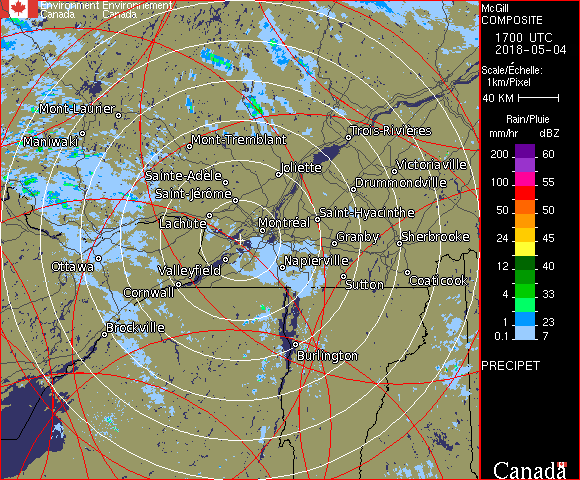 Environment Environnement
Canada Canada
McGill
COMPOSITE
1700 UTC
2018-05-04
Scale/Échelle:
1km/Pixel
40 KM
Rain/Pluie
mm/hr dBZ
200 60
150 57
100 55
50 50
24 45
12 40
4 33
1 23
0.1 7
PRECIPET
Canada
Mont-Laurier
Maniwaki
Mont-Tremblant
Trois-Rivières
Joliette
Victoriaville
Sainte-Adèle
Drummondville
Saint-Jérôme
Saint-Hyacinthe
Lachute
Montréal
Granby
Sherbrooke
Ottawa
Valleyfield
Napierville
Sutton
Coaticook
Cornwall
Brockville
Burlington